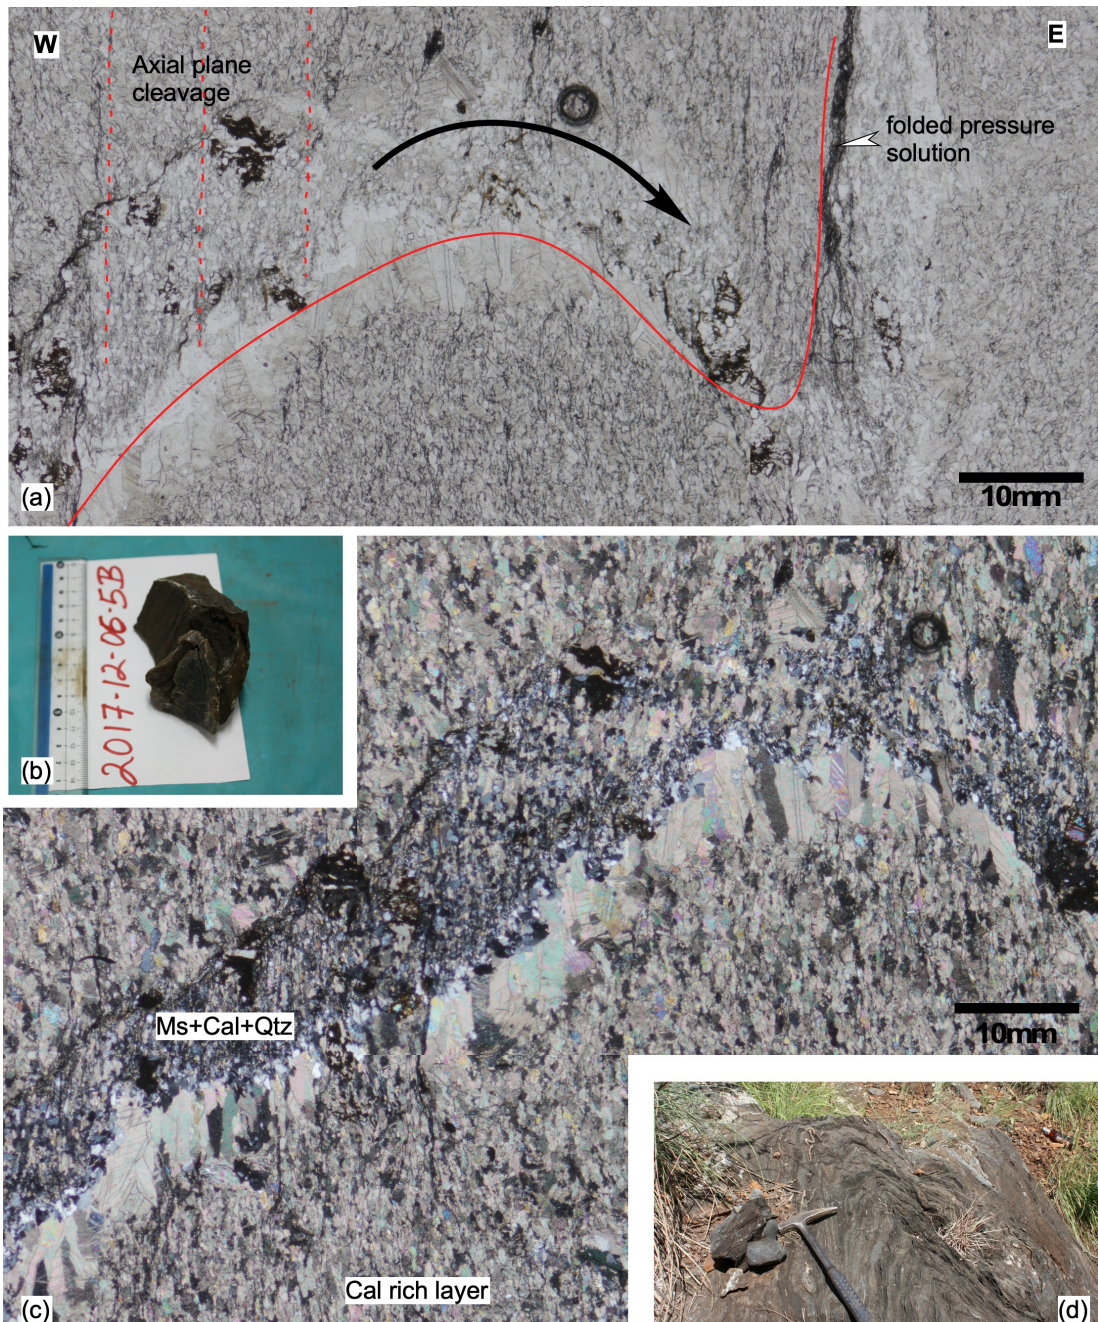 W
E
Axial plane
cleavage
folded pressure
solution
(a)
10mm
2017-12-06-5B
(b)
10mm
Ms+Cal+Qtz
Cal rich layer
(c)
(d)